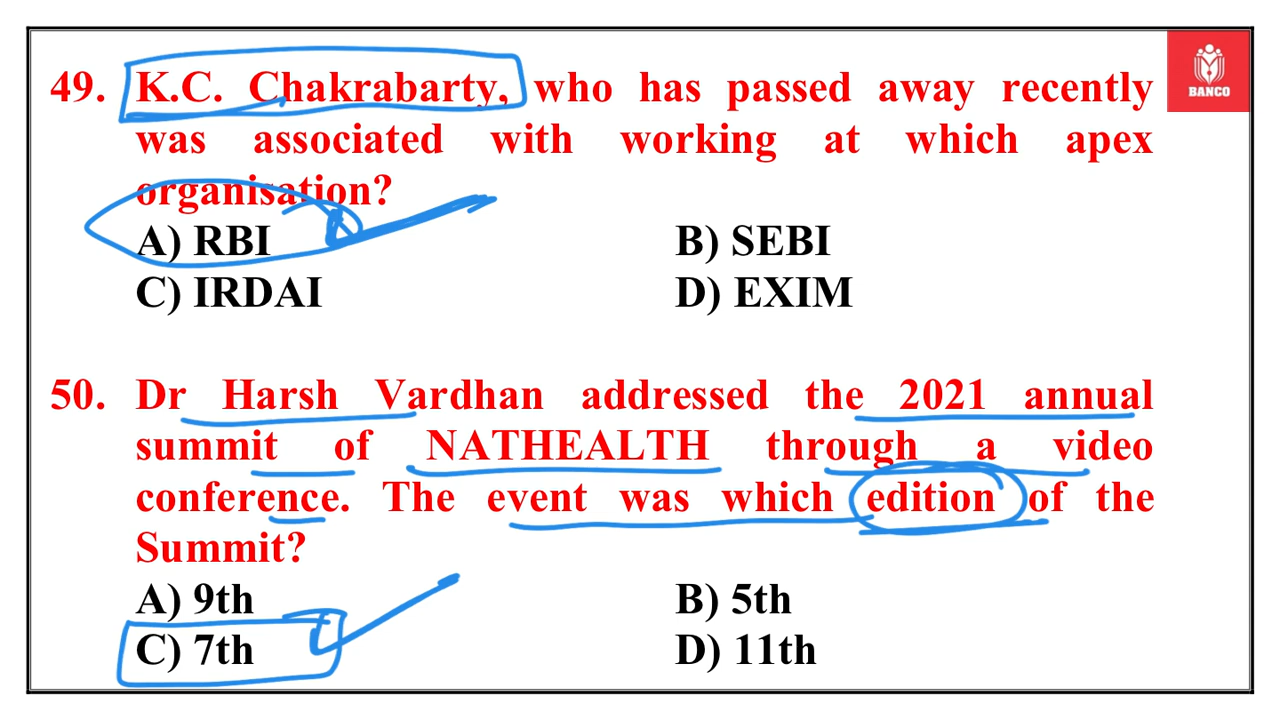 49. K.C. Chakrabarty, who has passed away recently
was associated with working at which apex
organisation?
A) RBI B) SEBI
C) IRDAI D) EXIM
50. Dr Harsh Vardhan addressed the 2021 annual
summit of NATHEALTH through a video
conference. The event was which edition of the
Summit?
A) 9th B) 5th
C) 7th D) 11th
BANCO